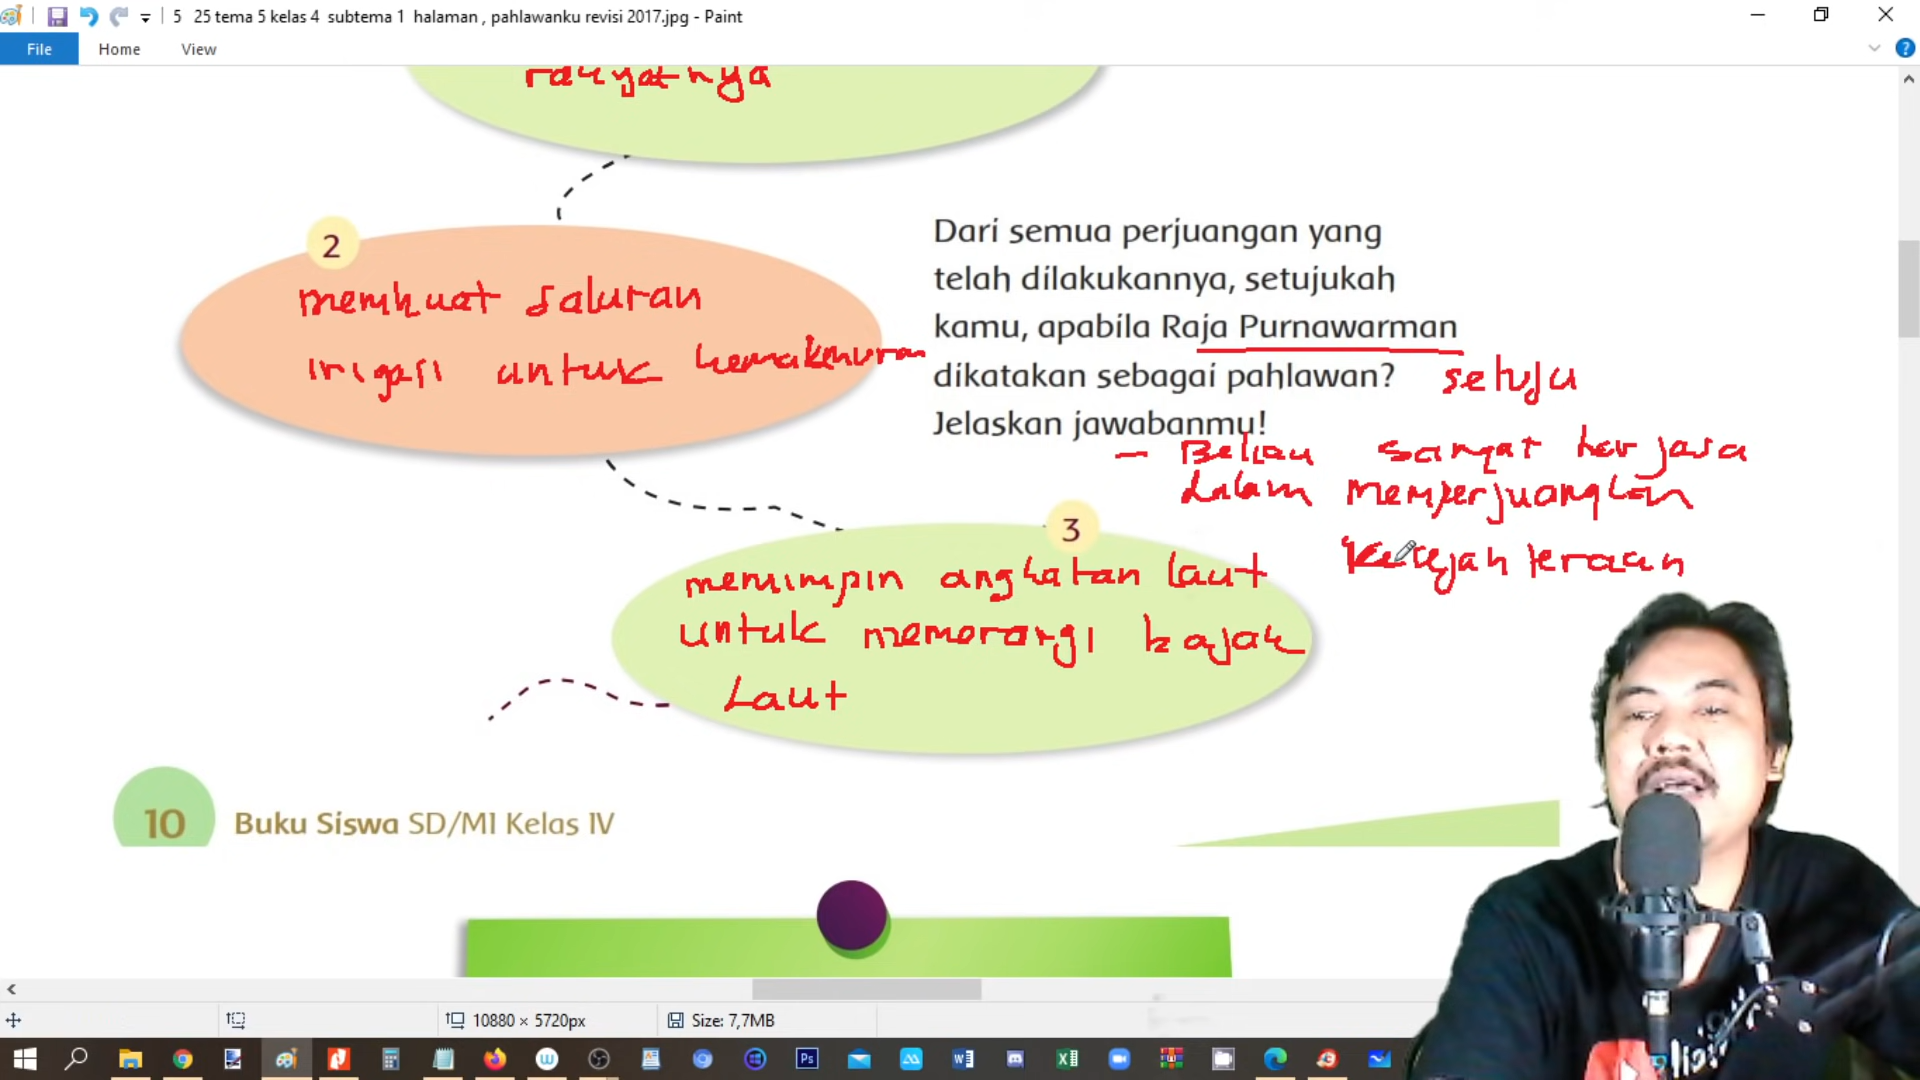 5 25 tema 5 kelas 4 subtema 1 halaman , pahlawanku revisi 2017.jpg - Paint
File Home View
rakyatnya
2
membuat saluran
irigasi untuk kemakmuran
Dari semua perjuangan yang
telah dilakukannya, setujukah
kamu, apabila Raja Purnawarman
dikatakan sebagai pahlawan?
Jelaskan jawabanmu!
setuju
- Beliau sangat berjasa
dalam memperjuangkan
kesejahteraan
3
memimpin angkatan laut
untuk memerangi bajak
Laut
10 Buku Siswa SD/MI Kelas IV
10880 × 5720px
Size: 7,7MB